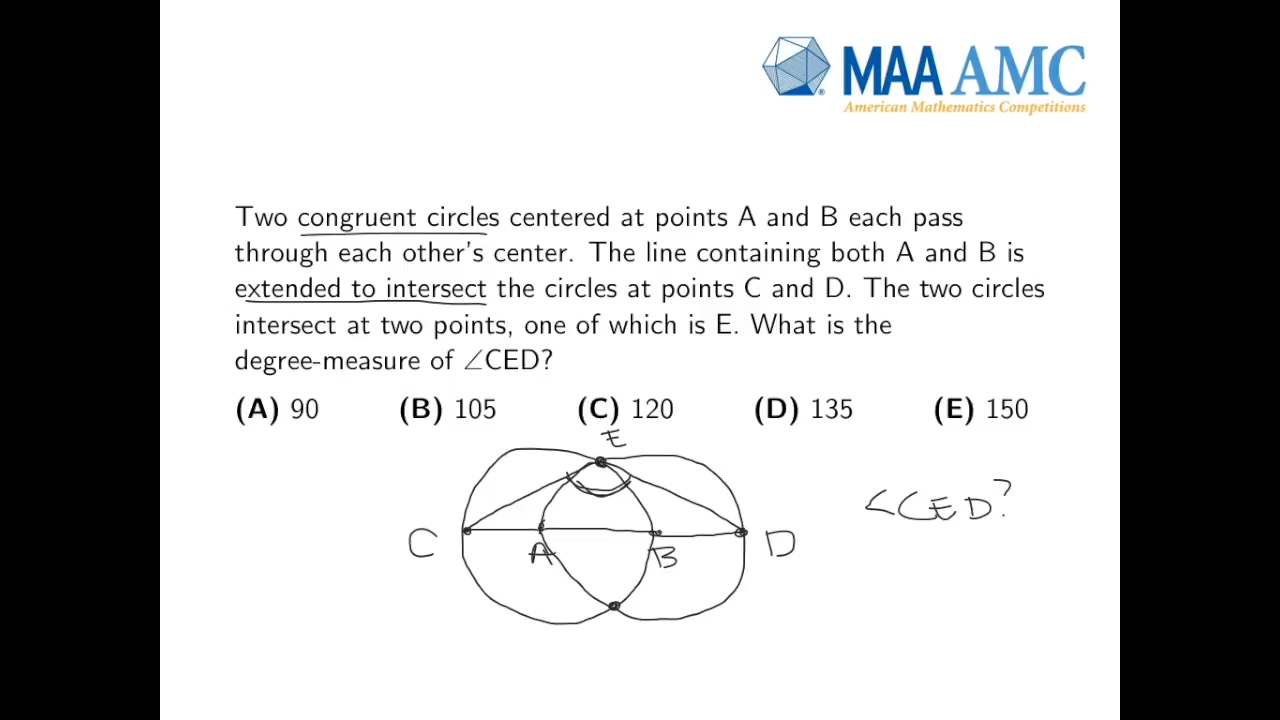 MAA AMC
American Mathematics Competitions
Two congruent circles centered at points A and B each pass
through each other's center. The line containing both A and B is
extended to intersect the circles at points C and D. The two circles
intersect at two points, one of which is E. What is the
degree-measure of ∠CED?
(A) 90 (B) 105 (C) 120 (D) 135 (E) 150
E
∠CED?
C A B D